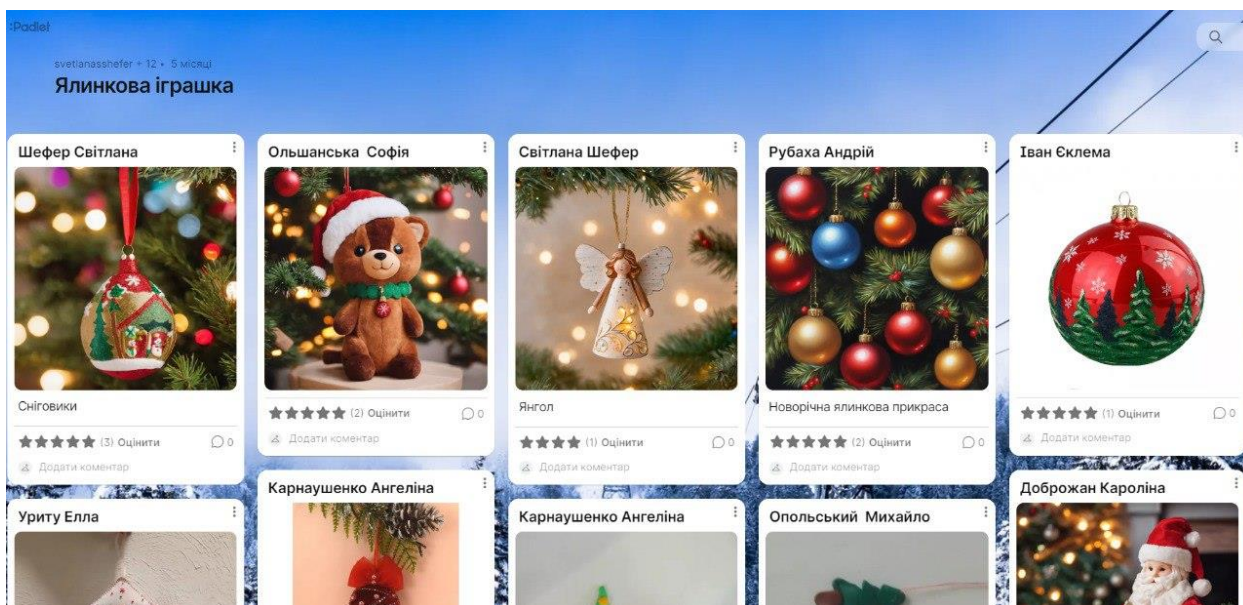 :Padlet
svetlanasshefer + 12 • 5 місяці
Ялинкова іграшка
Шефер Світлана
Сніговики
(3) Оцінити
0
Додати коментар
Ольшанська Софія
(2) Оцінити
0
Додати коментар
Світлана Шефер
Янгол
(1) Оцінити
0
Додати коментар
Рубаха Андрій
Новорічна ялинкова прикраса
(2) Оцінити
0
Додати коментар
Іван Єклема
(1) Оцінити
0
Додати коментар
Уриту Елла
Карнаушенко Ангеліна
Карнаушенко Ангеліна
Опольський Михайло
Доброжан Кароліна